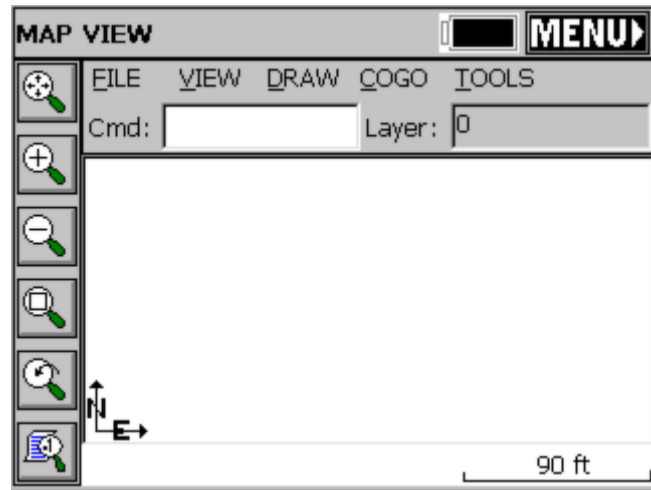 MAP VIEW MENU
FILE VIEW DRAW COGO TOOLS
Cmd: Layer: 0
N
E
90 ft